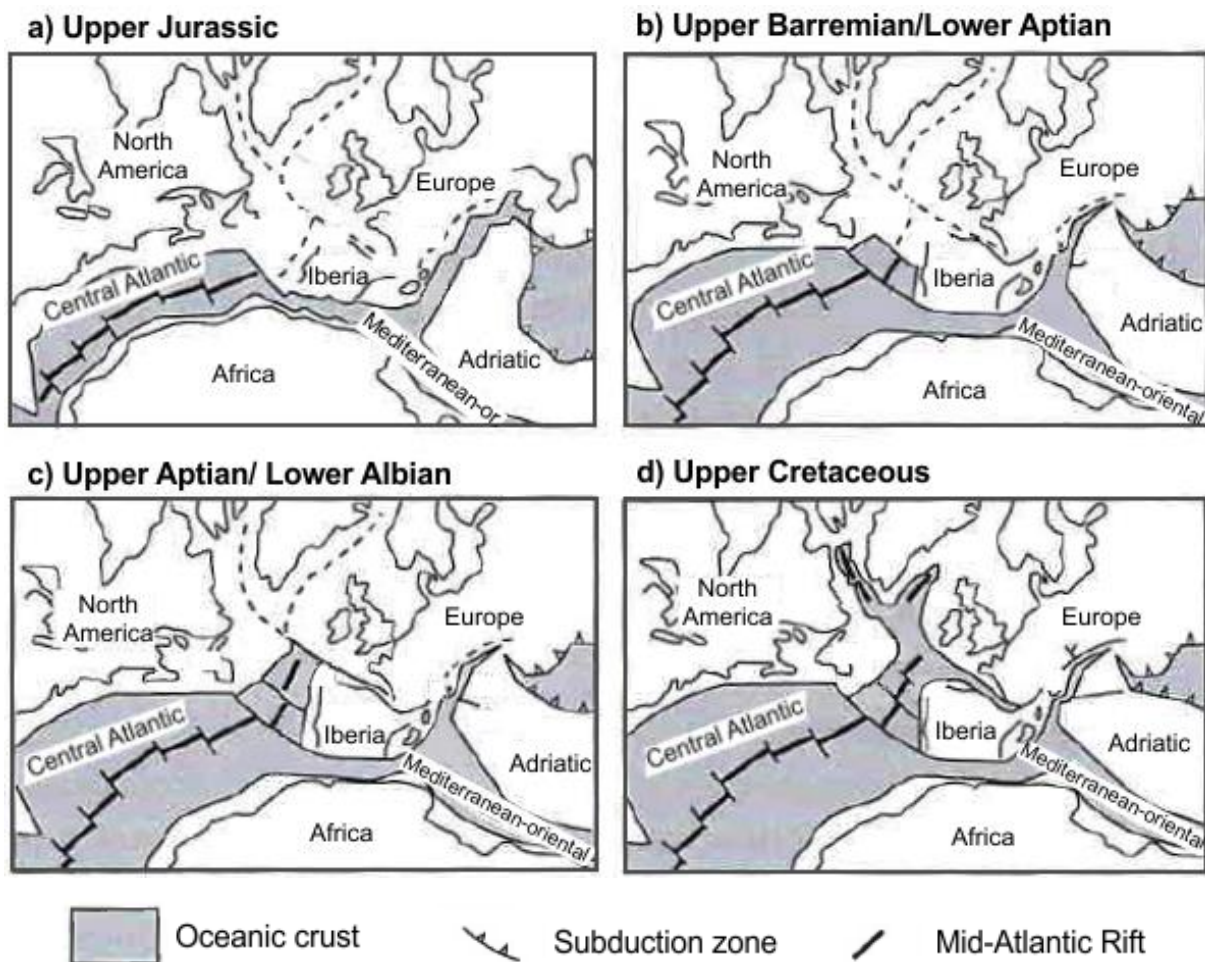 a) Upper Jurassic
North
America
Europe
Central Atlantic
Iberia
Mediterranean-or
Africa
Adriatic
b) Upper Barremian/Lower Aptian
North
America
Europe
Central Atlantic
Iberia
Adriatic
Mediterranean-oriental
Africa
c) Upper Aptian/ Lower Albian
North
America
Europe
Central Atlantic
Iberia
Adriatic
Mediterranean-oriental
Africa
d) Upper Cretaceous
North
America
Europe
Central Atlantic
Iberia
Adriatic
Mediterranean-oriental
Africa
Oceanic crust
Subduction zone
Mid-Atlantic Rift